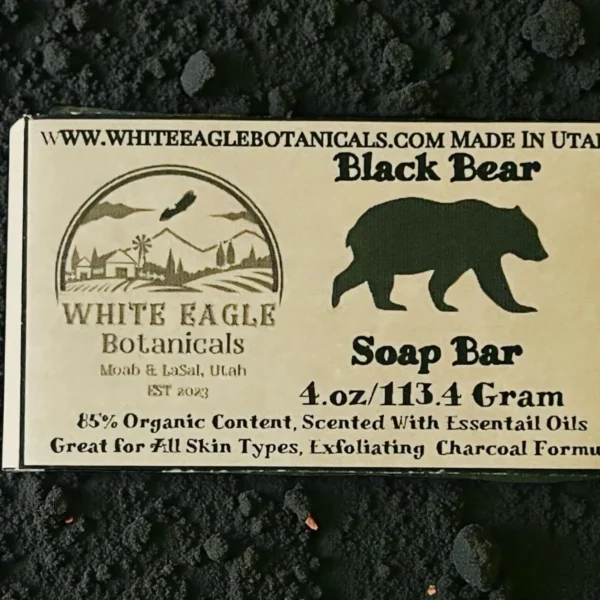 WWW.WHITEEAGLEBOTANICALS.COM MADE IN UTAH
Black Bear
WHITE EAGLE
Botanicals
Moab & LaSal, Utah
EST 2023
Soap Bar
4.oz/113.4 Gram
85% Organic Content, Scented With Essentail Oils
Great for All Skin Types, Exfoliating Charcoal Formu